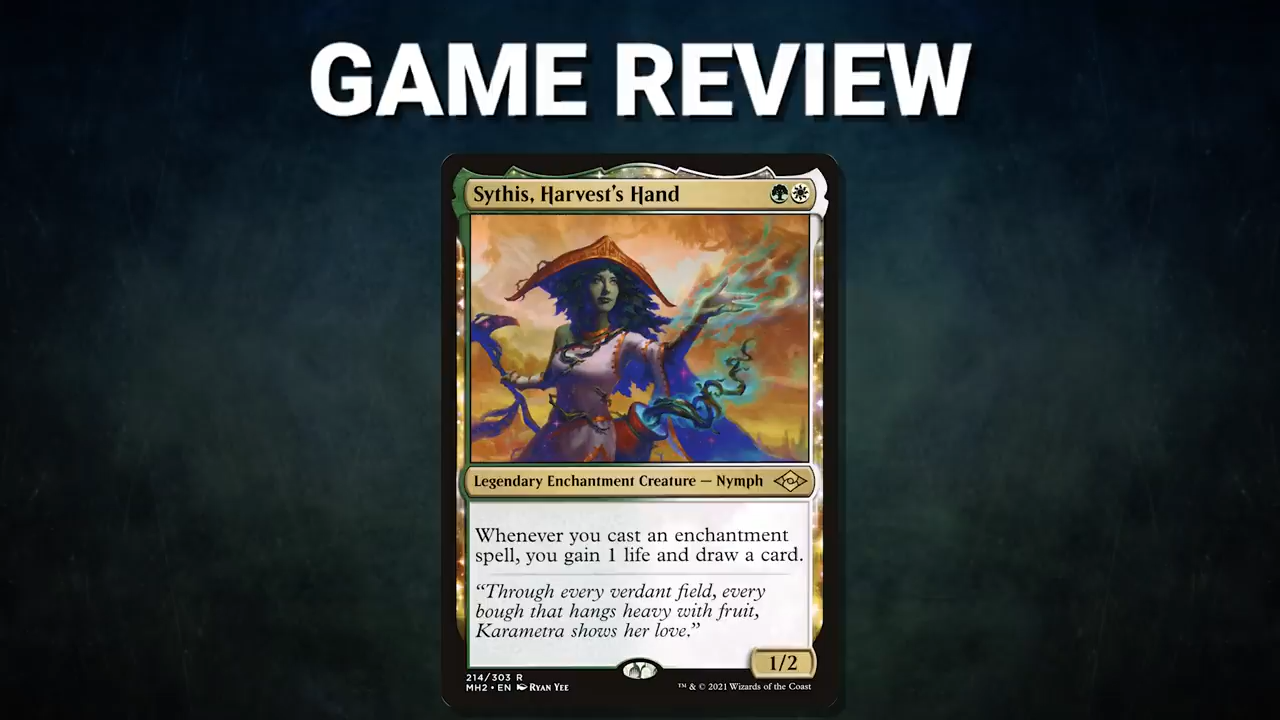 GAME REVIEW
Sythis, Harvest's Hand
Legendary Enchantment Creature — Nymph
Whenever you cast an enchantment
spell, you gain 1 life and draw a card.
“Through every verdant field, every
bough that hangs heavy with fruit,
Karametra shows her love.”
1/2
214/303 R
MH2 • EN Ryan Yee
™ & © 2021 Wizards of the Coast